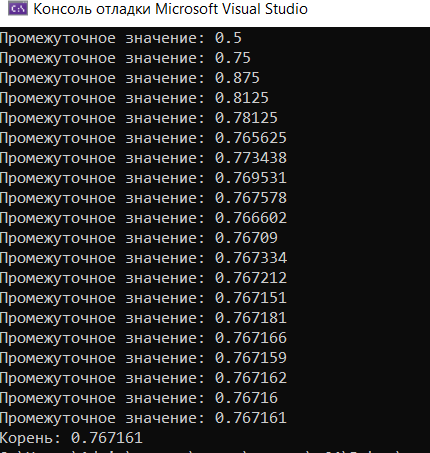 Консоль отладки Microsoft Visual Studio
Промежуточное значение: 0.5
Промежуточное значение: 0.75
Промежуточное значение: 0.875
Промежуточное значение: 0.8125
Промежуточное значение: 0.78125
Промежуточное значение: 0.765625
Промежуточное значение: 0.773438
Промежуточное значение: 0.769531
Промежуточное значение: 0.767578
Промежуточное значение: 0.766602
Промежуточное значение: 0.76709
Промежуточное значение: 0.767334
Промежуточное значение: 0.767212
Промежуточное значение: 0.767151
Промежуточное значение: 0.767181
Промежуточное значение: 0.767166
Промежуточное значение: 0.767159
Промежуточное значение: 0.767162
Промежуточное значение: 0.76716
Промежуточное значение: 0.767161
Корень: 0.767161